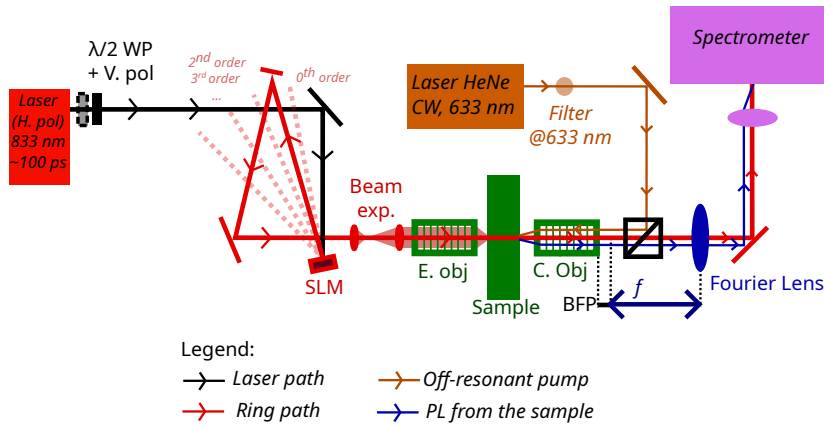 λ/2 WP
+ V. pol
Laser
(H. pol)
833 nm
~100 ps
2nd order
3rd order
...
0th order
Laser HeNe
CW, 633 nm
Filter
@633 nm
Spectrometer
Beam
exp.
SLM
E. obj
Sample
C. Obj
BFP
f
Fourier Lens
Legend:
Laser path
Off-resonant pump
Ring path
PL from the sample